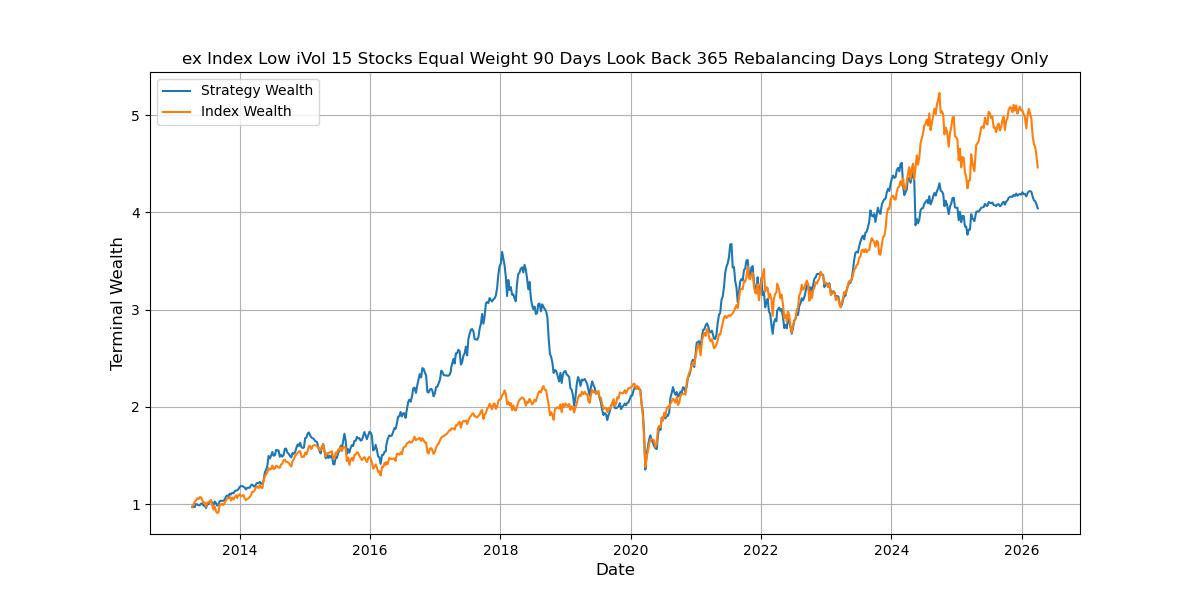 ex Index Low iVol 15 Stocks Equal Weight 90 Days Look Back 365 Rebalancing Days Long Strategy Only
Strategy Wealth
Index Wealth
Terminal Wealth
5
4
3
2
1
2014 2016 2018 2020 2022 2024 2026
Date